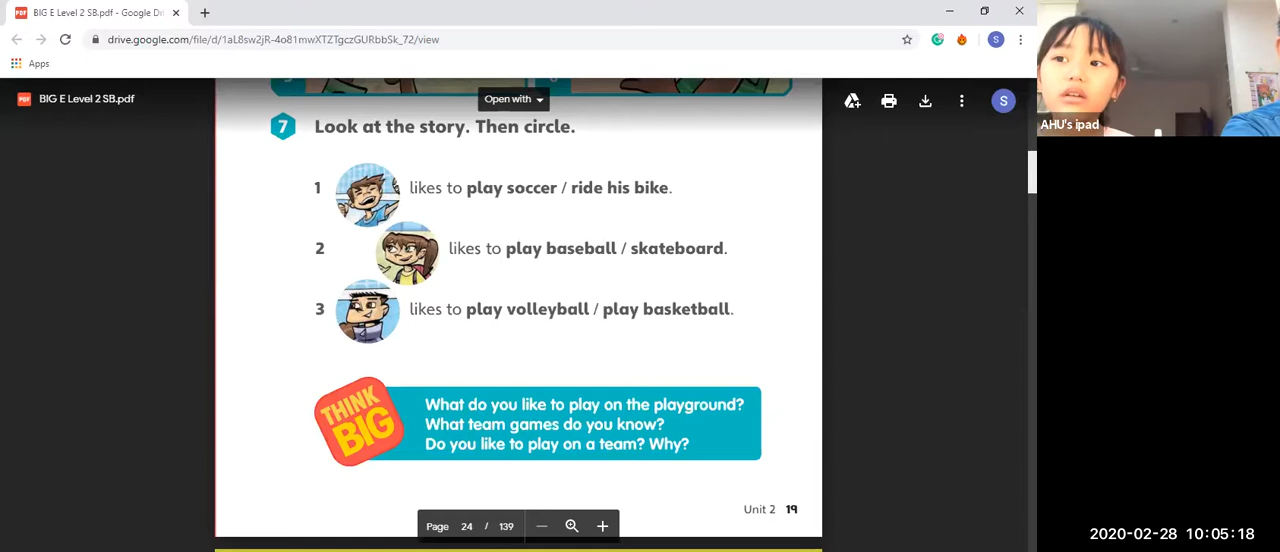 BIG E Level 2 SB.pdf - Google Dr
drive.google.com/file/d/1aL8sw2jR-4o81mwXTZTgczGURbbSk_72/view
S
Apps
BIG E Level 2 SB.pdf
Open with
S
AHU's ipad
7 Look at the story. Then circle.
1 likes to play soccer / ride his bike.
2 likes to play baseball / skateboard.
3 likes to play volleyball / play basketball.
THINK
BIG
What do you like to play on the playground?
What team games do you know?
Do you like to play on a team? Why?
Unit 2 19
Page 24 / 139
2020-02-28 10:05:18